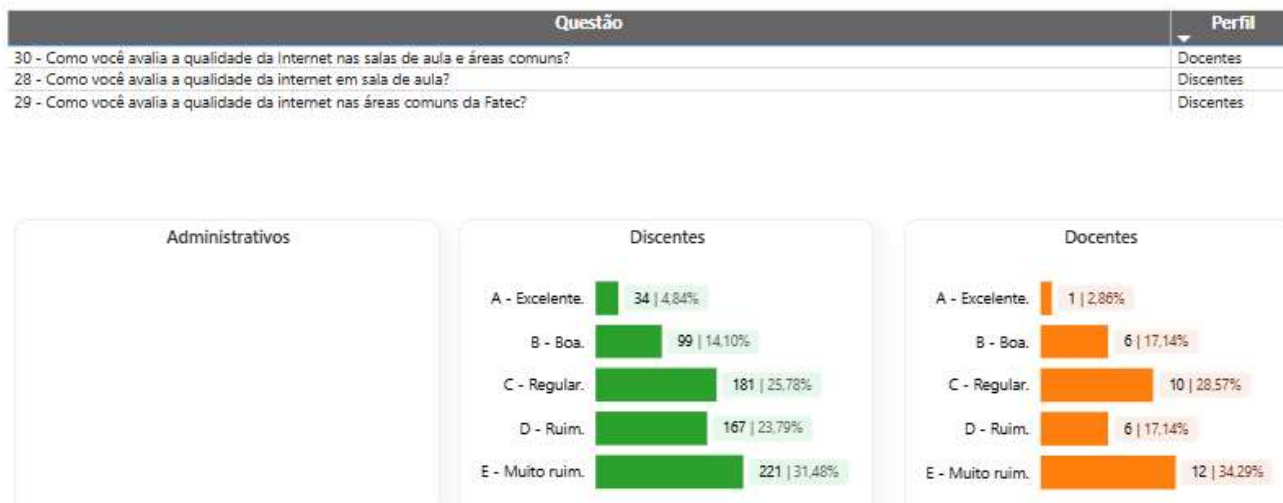 Questão Perfil
30 - Como você avalia a qualidade da Internet nas salas de aula e áreas comuns? Docentes
28 - Como você avalia a qualidade da internet em sala de aula? Discentes
29 - Como você avalia a qualidade da internet nas áreas comuns da Fatec? Discentes
Administrativos
Discentes
A - Excelente. 34 | 4,84%
B - Boa. 99 | 14,10%
C - Regular. 181 | 25,78%
D - Ruim. 167 | 23,79%
E - Muito ruim. 221 | 31,48%
Docentes
A - Excelente. 1 | 2,86%
B - Boa. 6 | 17,14%
C - Regular. 10 | 28,57%
D - Ruim. 6 | 17,14%
E - Muito ruim. 12 | 34,29%